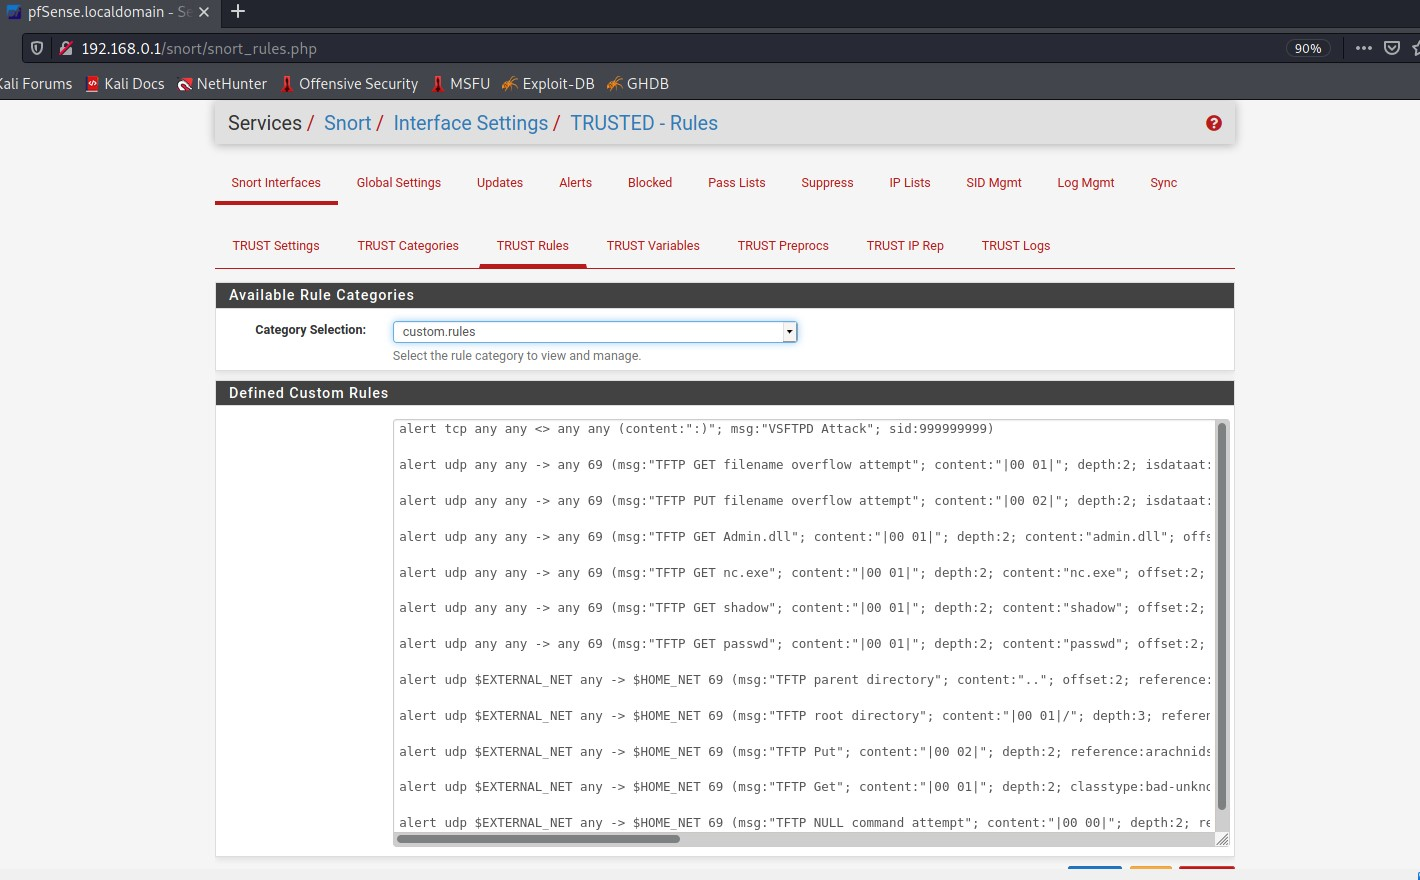 pfSense.localdomain - Se
192.168.0.1/snort/snort_rules.php
90%
Kali Forums
Kali Docs
NetHunter
Offensive Security
MSFU
Exploit-DB
GHDB
Services / Snort / Interface Settings / TRUSTED - Rules
Snort Interfaces
Global Settings
Updates
Alerts
Blocked
Pass Lists
Suppress
IP Lists
SID Mgmt
Log Mgmt
Sync
TRUST Settings
TRUST Categories
TRUST Rules
TRUST Variables
TRUST Preprocs
TRUST IP Rep
TRUST Logs
Available Rule Categories
Category Selection:
custom.rules
Select the rule category to view and manage.
Defined Custom Rules
alert tcp any any <> any any (content:":)"; msg:"VSFTPD Attack"; sid:999999999)
alert udp any any -> any 69 (msg:"TFTP GET filename overflow attempt"; content:"|00 01|"; depth:2; isdataat:
alert udp any any -> any 69 (msg:"TFTP PUT filename overflow attempt"; content:"|00 02|"; depth:2; isdataat:
alert udp any any -> any 69 (msg:"TFTP GET Admin.dll"; content:"|00 01|"; depth:2; content:"admin.dll"; offs
alert udp any any -> any 69 (msg:"TFTP GET nc.exe"; content:"|00 01|"; depth:2; content:"nc.exe"; offset:2;
alert udp any any -> any 69 (msg:"TFTP GET shadow"; content:"|00 01|"; depth:2; content:"shadow"; offset:2;
alert udp any any -> any 69 (msg:"TFTP GET passwd"; content:"|00 01|"; depth:2; content:"passwd"; offset:2;
alert udp $EXTERNAL_NET any -> $HOME_NET 69 (msg:"TFTP parent directory"; content:".."; offset:2; reference:
alert udp $EXTERNAL_NET any -> $HOME_NET 69 (msg:"TFTP root directory"; content:"|00 01|/"; depth:3; referen
alert udp $EXTERNAL_NET any -> $HOME_NET 69 (msg:"TFTP Put"; content:"|00 02|"; depth:2; reference:arachnids
alert udp $EXTERNAL_NET any -> $HOME_NET 69 (msg:"TFTP Get"; content:"|00 01|"; depth:2; classtype:bad-unkno
alert udp $EXTERNAL_NET any -> $HOME_NET 69 (msg:"TFTP NULL command attempt"; content:"|00 00|"; depth:2; re